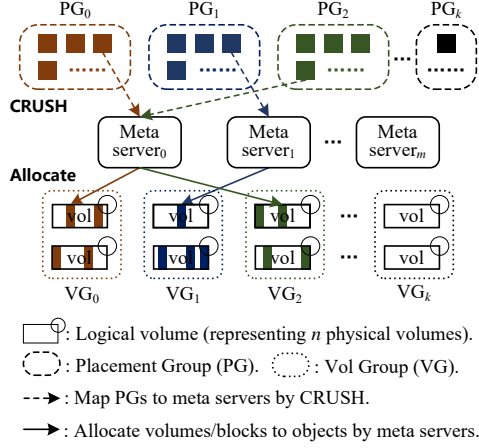 PG0 PG1 PG2 PGk
...... ...... ...... ... ......
CRUSH
Meta server0 Meta server1 ... Meta serverm
Allocate
vol vol vol ... vol
vol vol vol ... vol
VG0 VG1 VG2 VGk
: Logical volume (representing n physical volumes).
: Placement Group (PG). : Vol Group (VG).
: Map PGs to meta servers by CRUSH.
: Allocate volumes/blocks to objects by meta servers.